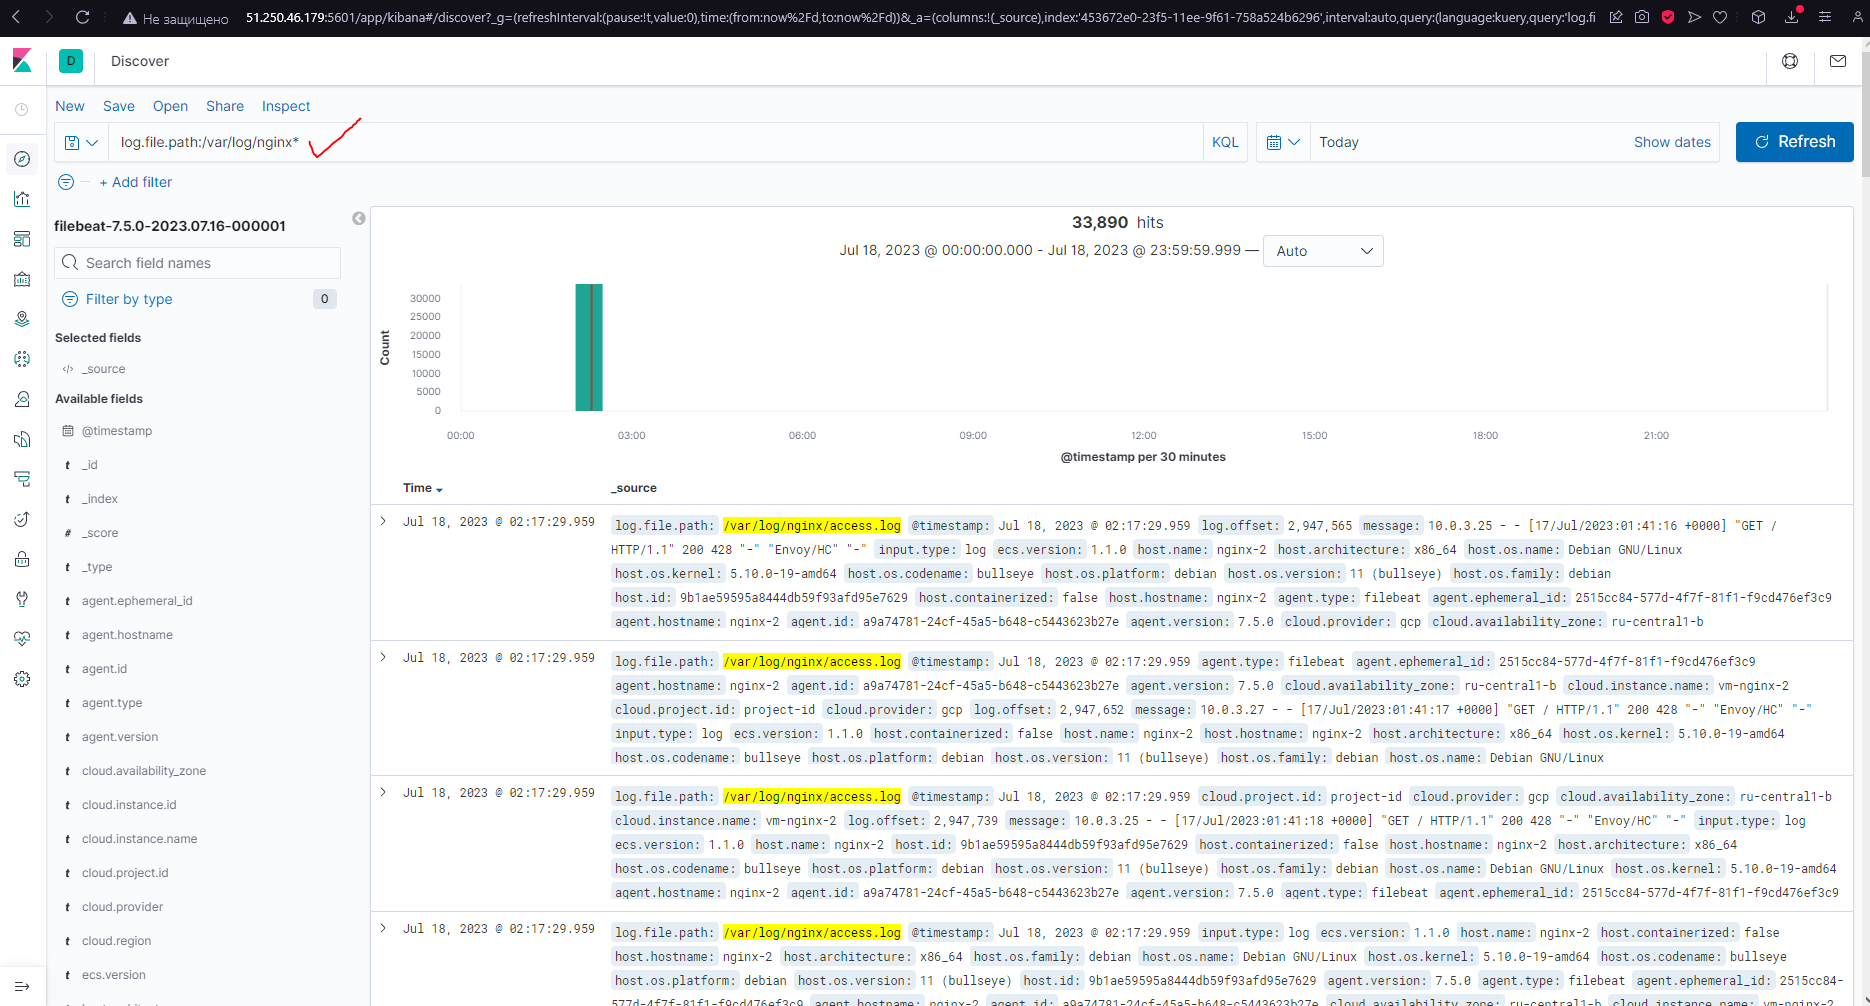 Не защищено 51.250.46.179:5601/app/kibana#/discover?_g=(refreshInterval:(pause:!t,value:0),time:(from:now%2Fd,to:now%2Fd))&_a=(columns:!(_source),index:'453672e0-23f5-11ee-9f61-758a524b6296',interval:auto,query:(language:kuery,query:'log.fi
D Discover
New Save Open Share Inspect
log.file.path:/var/log/nginx* KQL Today Show dates Refresh
+ Add filter
filebeat-7.5.0-2023.07.16-000001
Search field names
Filter by type 0
Selected fields
</> _source
Available fields
@timestamp
t _id
t _index
# _score
t _type
t agent.ephemeral_id
t agent.hostname
t agent.id
t agent.type
t agent.version
t cloud.availability_zone
t cloud.instance.id
t cloud.instance.name
t cloud.project.id
t cloud.provider
t cloud.region
t ecs.version
33,890 hits
Jul 18, 2023 @ 00:00:00.000 - Jul 18, 2023 @ 23:59:59.999 — Auto
Count
30000
25000
20000
15000
10000
5000
0
00:00 03:00 06:00 09:00 12:00 15:00 18:00 21:00
@timestamp per 30 minutes
Time _source
Jul 18, 2023 @ 02:17:29.959 log.file.path: /var/log/nginx/access.log @timestamp: Jul 18, 2023 @ 02:17:29.959 log.offset: 2,947,565 message: 10.0.3.25 - - [17/Jul/2023:01:41:16 +0000] "GET /
HTTP/1.1" 200 428 "-" "Envoy/HC" "-" input.type: log ecs.version: 1.1.0 host.name: nginx-2 host.architecture: x86_64 host.os.name: Debian GNU/Linux
host.os.kernel: 5.10.0-19-amd64 host.os.codename: bullseye host.os.platform: debian host.os.version: 11 (bullseye) host.os.family: debian
host.id: 9b1ae59595a8444db59f93afd95e7629 host.containerized: false host.hostname: nginx-2 agent.type: filebeat agent.ephemeral_id: 2515cc84-577d-4f7f-81f1-f9cd476ef3c9
agent.hostname: nginx-2 agent.id: a9a74781-24cf-45a5-b648-c5443623b27e agent.version: 7.5.0 cloud.provider: gcp cloud.availability_zone: ru-central1-b
Jul 18, 2023 @ 02:17:29.959 log.file.path: /var/log/nginx/access.log @timestamp: Jul 18, 2023 @ 02:17:29.959 agent.type: filebeat agent.ephemeral_id: 2515cc84-577d-4f7f-81f1-f9cd476ef3c9
agent.hostname: nginx-2 agent.id: a9a74781-24cf-45a5-b648-c5443623b27e agent.version: 7.5.0 cloud.availability_zone: ru-central1-b cloud.instance.name: vm-nginx-2
cloud.project.id: project-id cloud.provider: gcp log.offset: 2,947,652 message: 10.0.3.27 - - [17/Jul/2023:01:41:17 +0000] "GET / HTTP/1.1" 200 428 "-" "Envoy/HC" "-"
input.type: log ecs.version: 1.1.0 host.containerized: false host.name: nginx-2 host.hostname: nginx-2 host.architecture: x86_64 host.os.kernel: 5.10.0-19-amd64
host.os.codename: bullseye host.os.platform: debian host.os.version: 11 (bullseye) host.os.family: debian host.os.name: Debian GNU/Linux
Jul 18, 2023 @ 02:17:29.959 log.file.path: /var/log/nginx/access.log @timestamp: Jul 18, 2023 @ 02:17:29.959 cloud.project.id: project-id cloud.provider: gcp cloud.availability_zone: ru-central1-b
cloud.instance.name: vm-nginx-2 log.offset: 2,947,739 message: 10.0.3.25 - - [17/Jul/2023:01:41:18 +0000] "GET / HTTP/1.1" 200 428 "-" "Envoy/HC" "-" input.type: log
ecs.version: 1.1.0 host.name: nginx-2 host.id: 9b1ae59595a8444db59f93afd95e7629 host.containerized: false host.hostname: nginx-2 host.architecture: x86_64
host.os.codename: bullseye host.os.platform: debian host.os.version: 11 (bullseye) host.os.family: debian host.os.name: Debian GNU/Linux host.os.kernel: 5.10.0-19-amd64
agent.hostname: nginx-2 agent.id: a9a74781-24cf-45a5-b648-c5443623b27e agent.version: 7.5.0 agent.type: filebeat agent.ephemeral_id: 2515cc84-577d-4f7f-81f1-f9cd476ef3c9
Jul 18, 2023 @ 02:17:29.959 log.file.path: /var/log/nginx/access.log @timestamp: Jul 18, 2023 @ 02:17:29.959 input.type: log ecs.version: 1.1.0 host.name: nginx-2 host.containerized: false
host.hostname: nginx-2 host.architecture: x86_64 host.os.family: debian host.os.name: Debian GNU/Linux host.os.kernel: 5.10.0-19-amd64 host.os.codename: bullseye
host.os.platform: debian host.os.version: 11 (bullseye) host.id: 9b1ae59595a8444db59f93afd95e7629 agent.version: 7.5.0 agent.type: filebeat agent.ephemeral_id: 2515cc84-
577d-4f7f-81f1-f9cd476ef3c9 agent.hostname: nginx-2 agent.id: a9a74781-24cf-45a5-b648-c5443623b27e cloud.availability_zone: ru-central1-b cloud.instance.name: vm-nginx-2